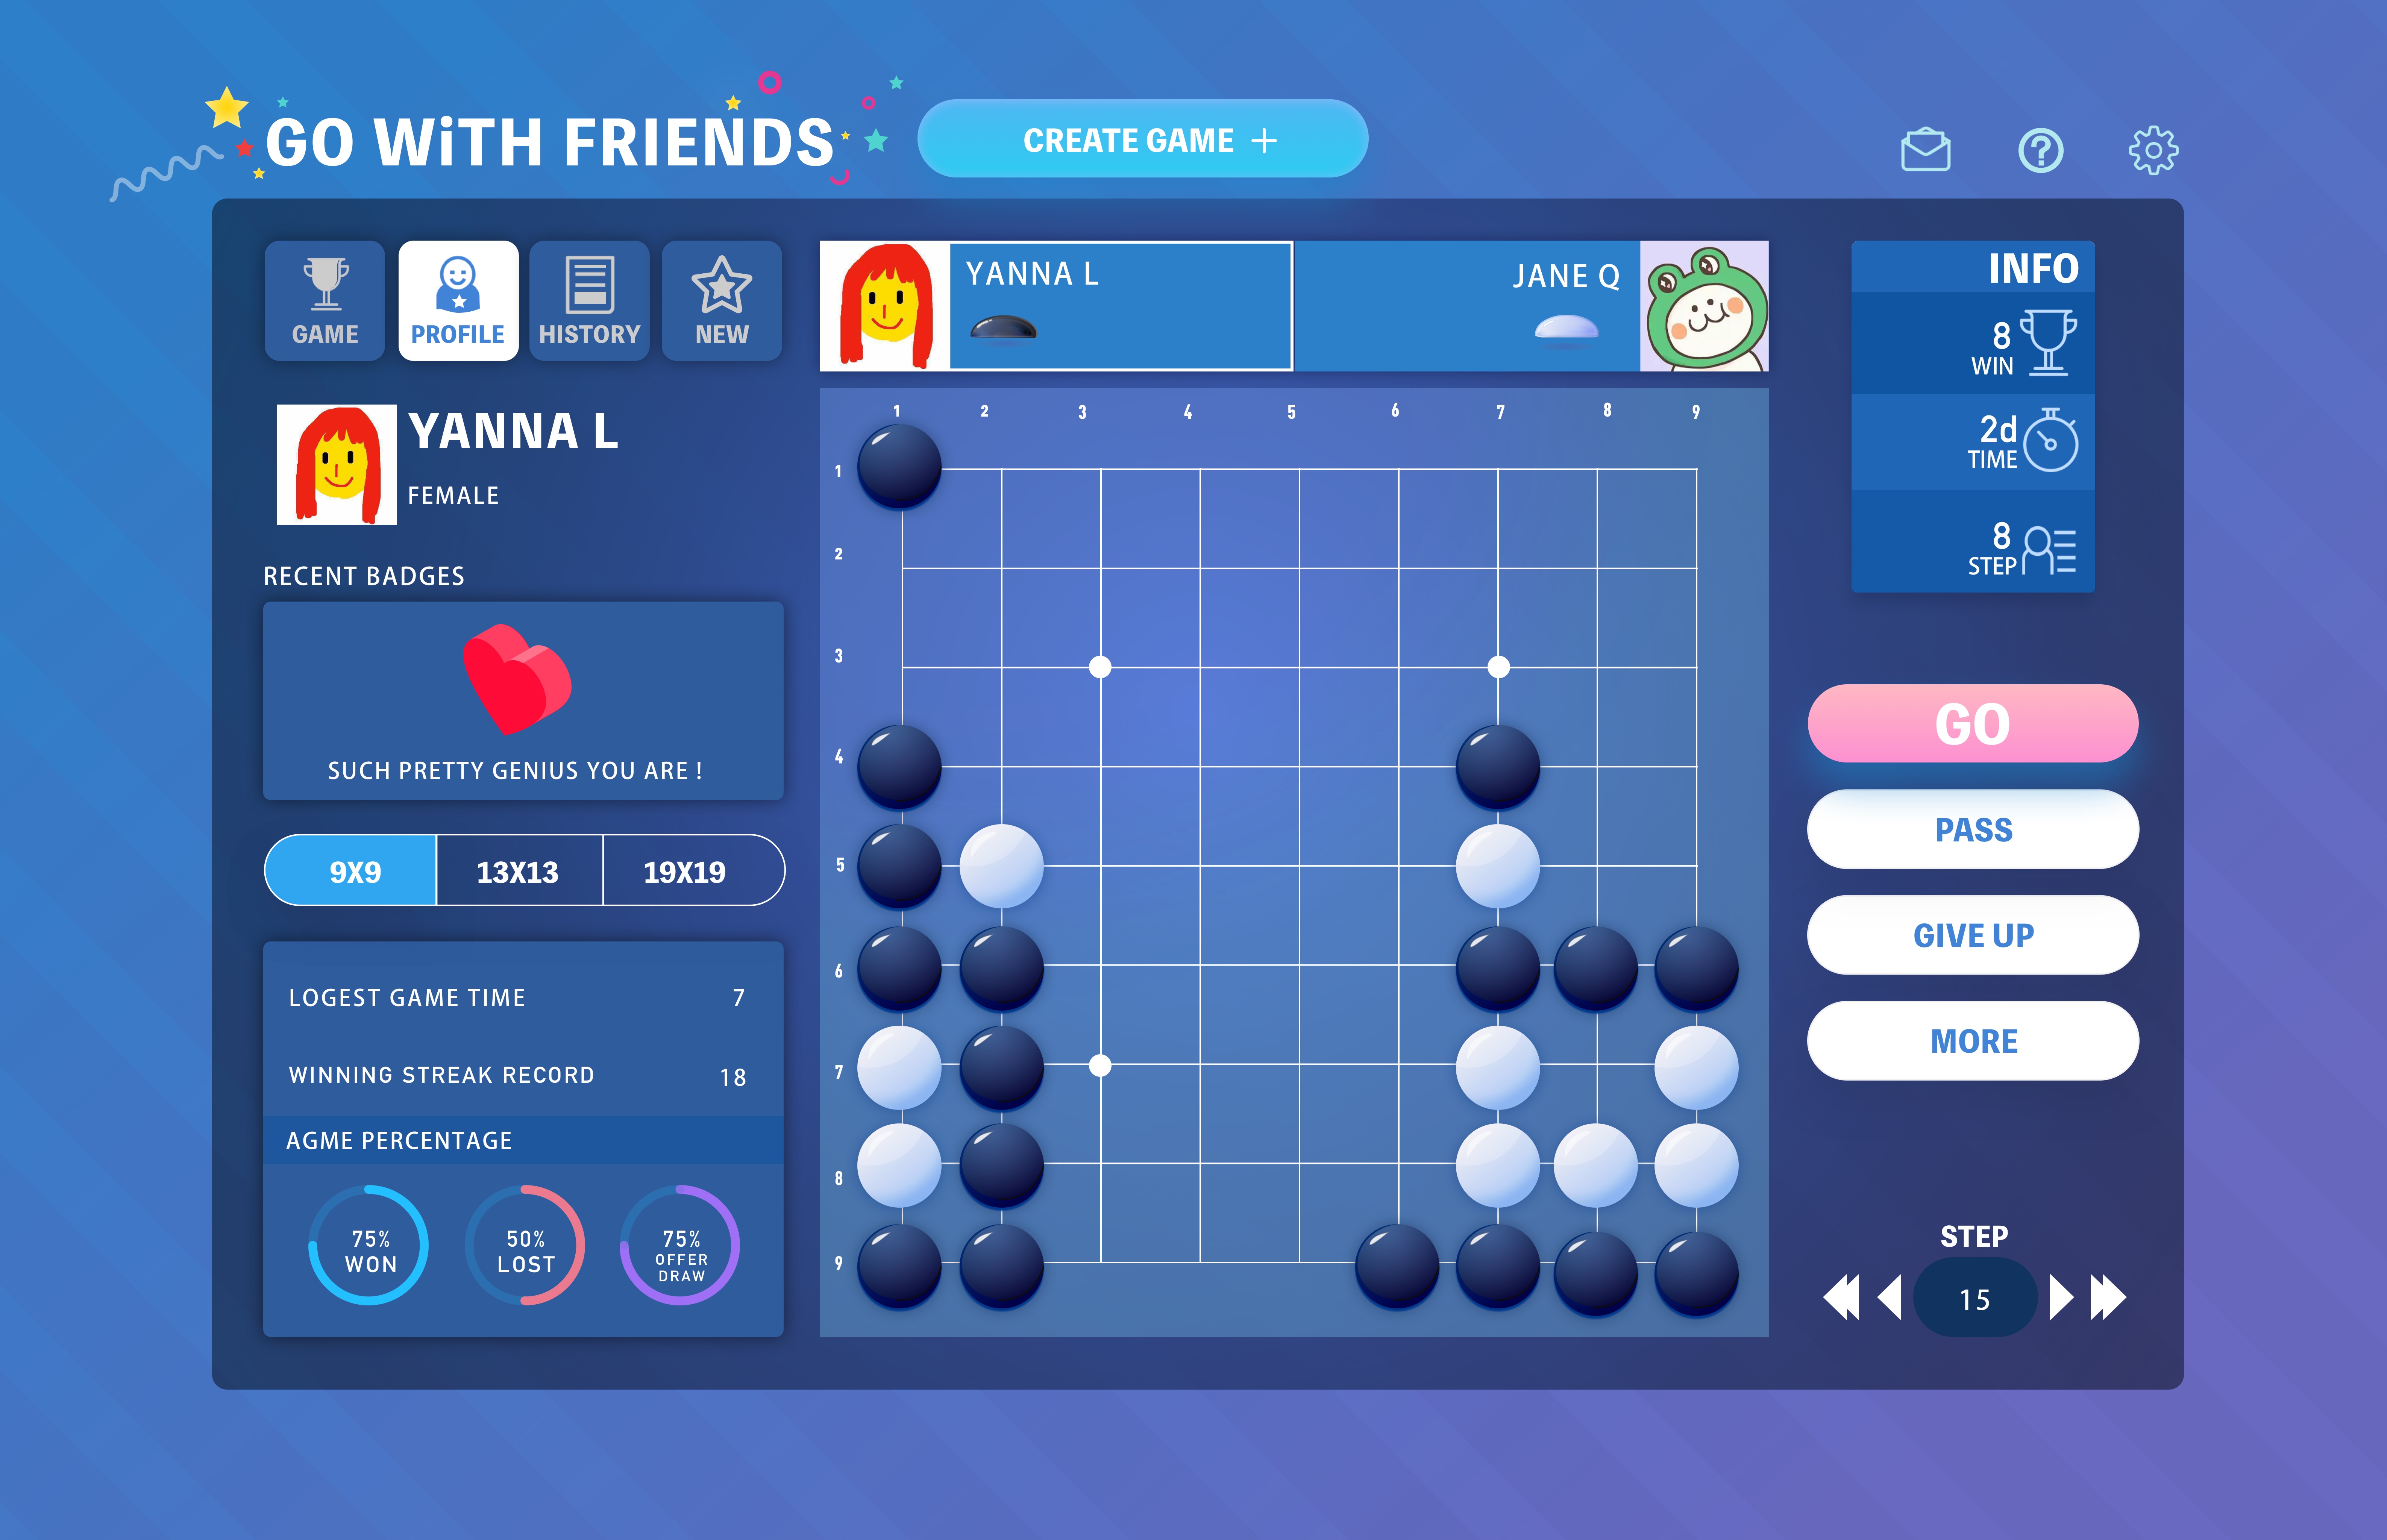 GO WiTH FRIENDS
CREATE GAME +
GAME
PROFILE
HISTORY
NEW
YANNA L
FEMALE
RECENT BADGES
SUCH PRETTY GENIUS YOU ARE !
9X9
13X13
19X19
LOGEST GAME TIME 7
WINNING STREAK RECORD 18
AGME PERCENTAGE
75%
WON
50%
LOST
75%
OFFER
DRAW
YANNA L
JANE Q
1 2 3 4 5 6 7 8 9
1
2
3
4
5
6
7
8
9
INFO
8
WIN
2d
TIME
8
STEP
GO
PASS
GIVE UP
MORE
STEP
15